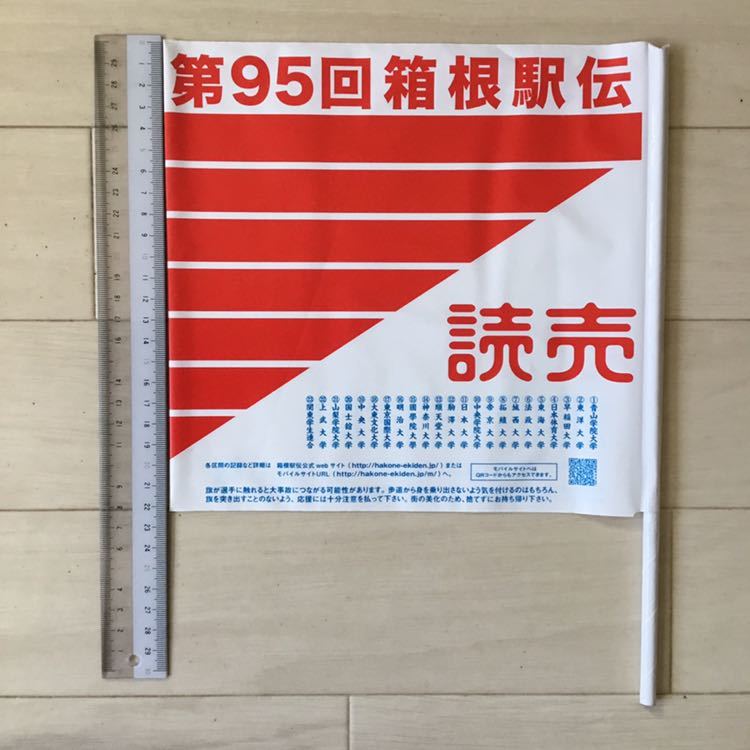 第95回箱根駅伝
読売
①青山学院大学
②東洋大学
③早稲田大学
④日本体育大学
⑤東海大学
⑥法政大学
⑦城西大学
⑧拓殖大学
⑨帝京大学
⑩中央学院大学
⑪日本大学
⑫駒澤大学
⑬順天堂大学
⑭神奈川大学
⑮國學院大學
⑯明治大学
⑰東京国際大学
⑱大東文化大学
⑲中央大学
⑳国士舘大学
㉑山梨学院大学
㉒上武大学
㉓関東学生連合
各区間の記録など詳細は 箱根駅伝公式webサイト(http://hakone-ekiden.jp/)または
モバイルサイトURL(http://hakone-ekiden.jp/m/)へ。
モバイルサイトへは
QRコードからもアクセスできます。
旗が選手に触れると大事故につながる可能性があります。歩道から身を乗り出さないよう気を付けるのはもちろん、
旗を突き出すことのないよう、応援には十分注意を払って下さい。街の美化のため、捨てずにお持ち帰り下さい。